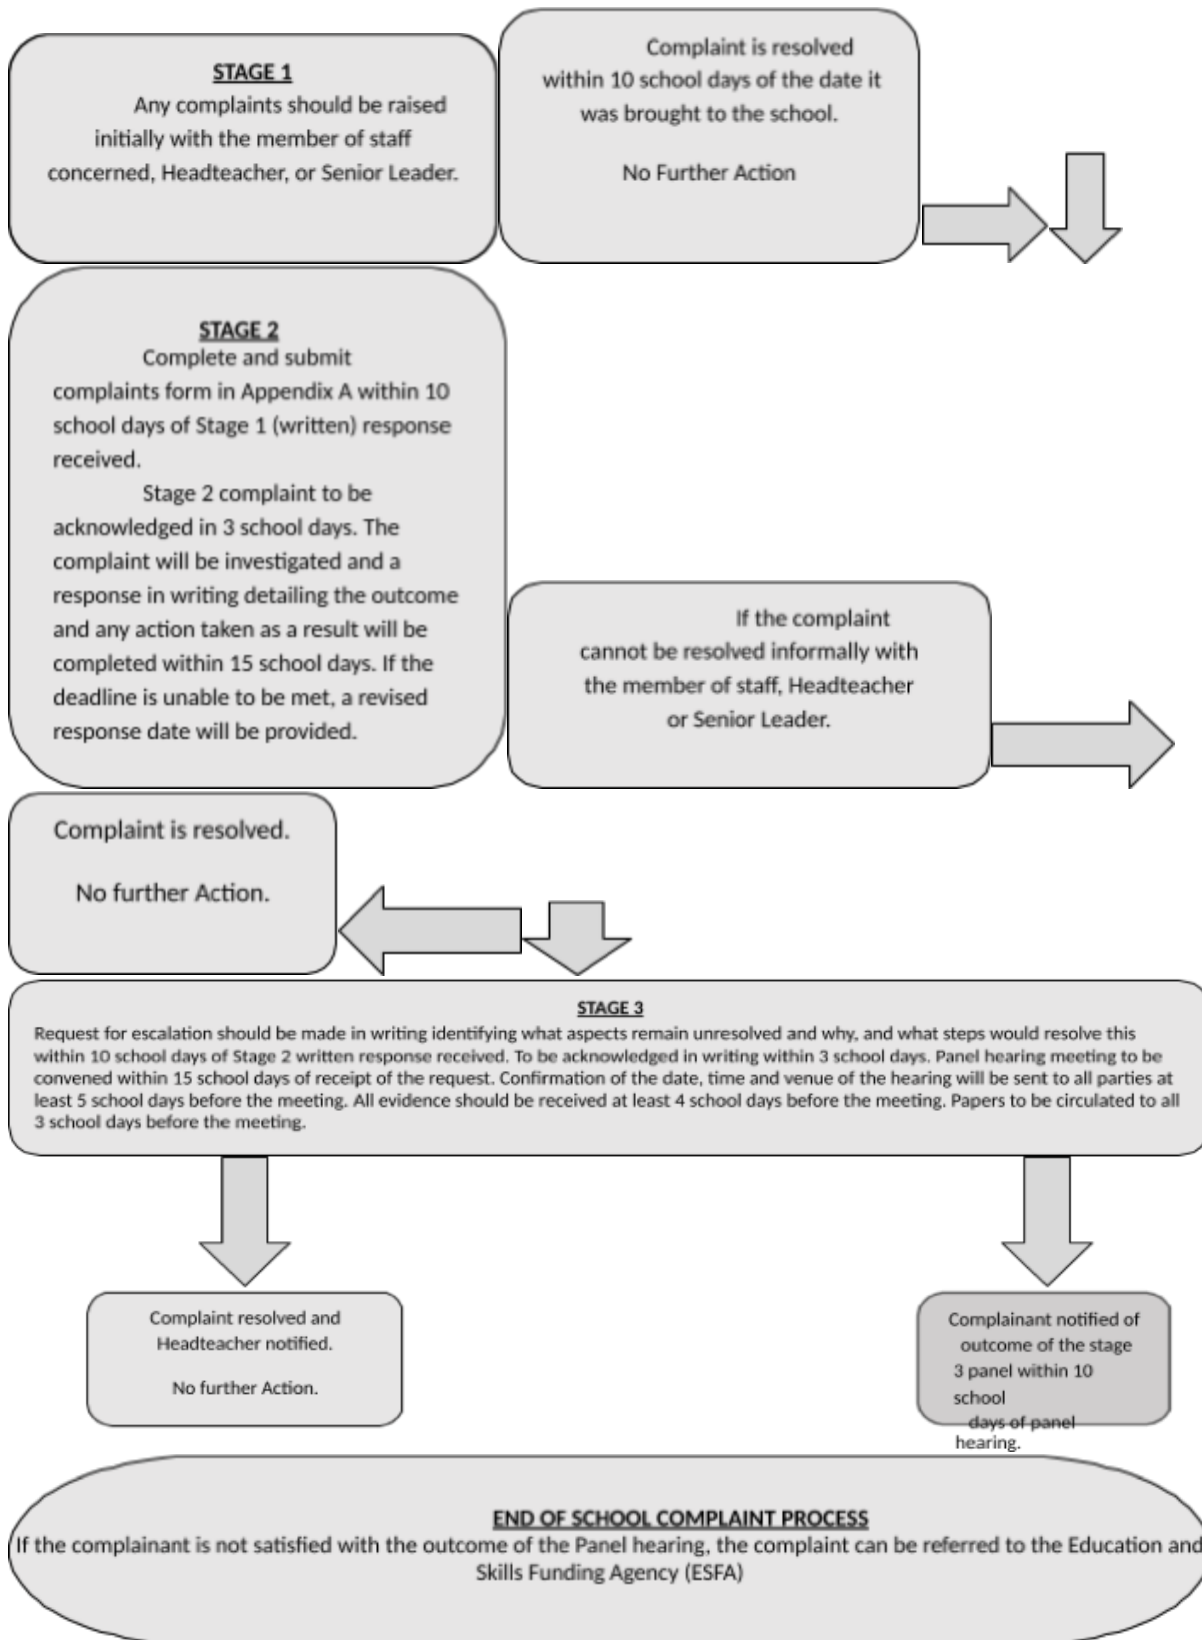 STAGE 1
Any complaints should be raised
initially with the member of staff
concerned, Headteacher, or Senior Leader.
Complaint is resolved
within 10 school days of the date it
was brought to the school.
No Further Action
STAGE 2
Complete and submit
complaints form in Appendix A within 10
school days of Stage 1 (written) response
received.
Stage 2 complaint to be
acknowledged in 3 school days. The
complaint will be investigated and a
response in writing detailing the outcome
and any action taken as a result will be
completed within 15 school days. If the
deadline is unable to be met, a revised
response date will be provided.
If the complaint
cannot be resolved informally with
the member of staff, Headteacher
or Senior Leader.
Complaint is resolved.
No further Action.
STAGE 3
Request for escalation should be made in writing identifying what aspects remain unresolved and why, and what steps would resolve this
within 10 school days of Stage 2 written response received. To be acknowledged in writing within 3 school days. Panel hearing meeting to be
convened within 15 school days of receipt of the request. Confirmation of the date, time and venue of the hearing will be sent to all parties at
least 5 school days before the meeting. All evidence should be received at least 4 school days before the meeting. Papers to be circulated to all
3 school days before the meeting.
Complaint resolved and
Headteacher notified.
No further Action.
Complainant notified of
outcome of the stage
3 panel within 10
school
days of panel
hearing.
END OF SCHOOL COMPLAINT PROCESS
If the complainant is not satisfied with the outcome of the Panel hearing, the complaint can be referred to the Education and
Skills Funding Agency (ESFA)